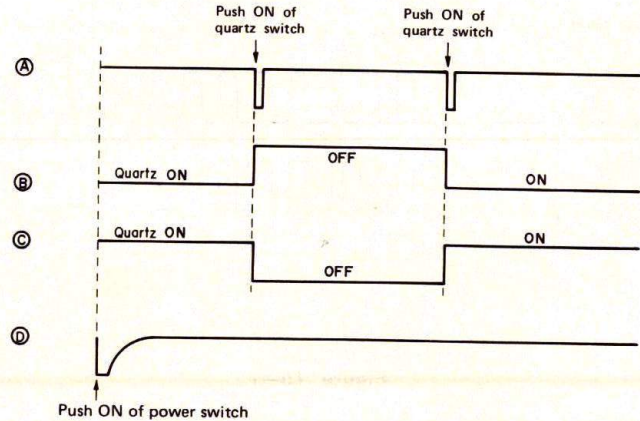 Push ON of
quartz switch
Push ON of
quartz switch
A
B
Quartz ON
OFF
ON
C
Quartz ON
OFF
ON
D
Push ON of power switch